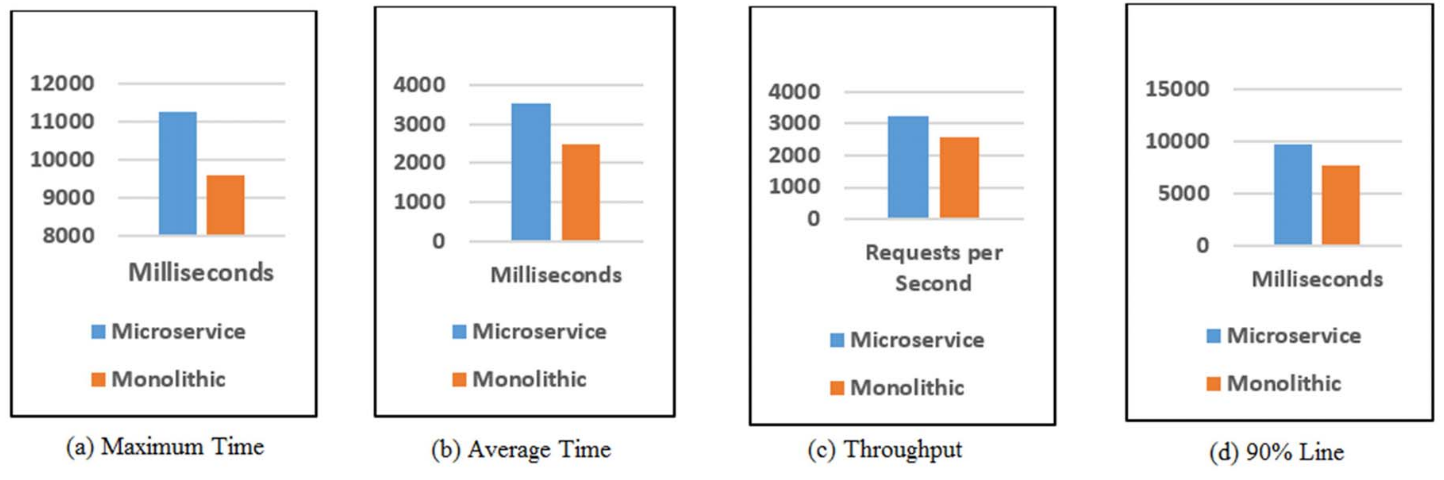 12000
11000
10000
9000
8000
Milliseconds
Microservice
Monolithic
(a) Maximum Time
4000
3000
2000
1000
0
Milliseconds
Microservice
Monolithic
(b) Average Time
4000
3000
2000
1000
0
Requests per
Second
Microservice
Monolithic
(c) Throughput
15000
10000
5000
0
Milliseconds
Microservice
Monolithic
(d) 90% Line